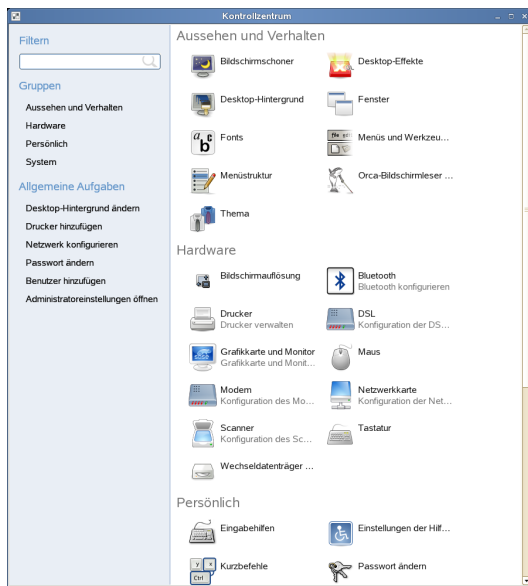 Kontrollzentrum
Filtern
Gruppen
Aussehen und Verhalten
Hardware
Persönlich
System
Allgemeine Aufgaben
Desktop-Hintergrund ändern
Drucker hinzufügen
Netzwerk konfigurieren
Passwort ändern
Benutzer hinzufügen
Administratoreinstellungen öffnen
Aussehen und Verhalten
Bildschirmschoner
Desktop-Effekte
Desktop-Hintergrund
Fenster
Fonts
Menüs und Werkzeu...
Menüstruktur
Orca-Bildschirmleser ...
Thema
Hardware
Bildschirmauflösung
Bluetooth
Bluetooth konfigurieren
Drucker
Drucker verwalten
DSL
Konfiguration der DS...
Grafikkarte und Monitor
Grafikkarte und Monit...
Maus
Modem
Konfiguration des Mo...
Netzwerkkarte
Konfiguration der Net...
Scanner
Konfiguration des Sc...
Tastatur
Wechseldatenträger ...
Persönlich
Eingabehilfen
Einstellungen der Hilf...
Kurzbefehle
Passwort ändern